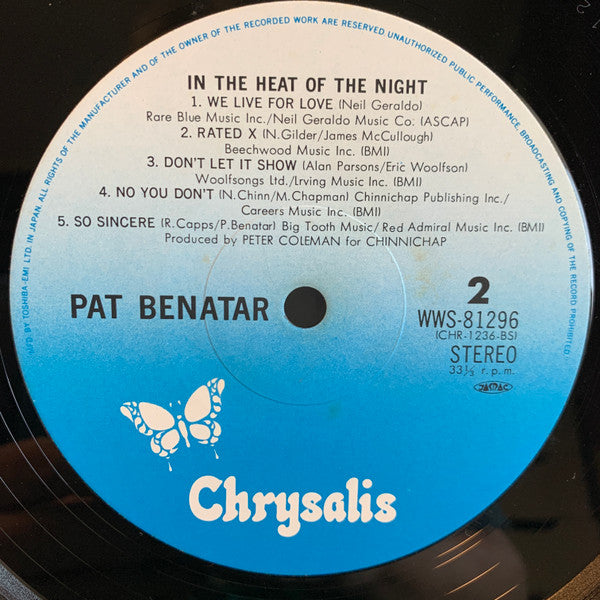 ALL RIGHTS OF THE MANUFACTURER AND OF THE OWNER OF THE RECORDED WORK ARE RESERVED. UNAUTHORIZED PUBLIC PERFORMANCE, BROADCASTING AND COPYING OF THE RECORD PROHIBITED.
IN THE HEAT OF THE NIGHT
1. WE LIVE FOR LOVE (Neil Geraldo)
Rare Blue Music Inc./Neil Geraldo Music Co. (ASCAP)
2. RATED X (N.Gilder/James McCullough)
Beechwood Music Inc. (BMI)
3. DON'T LET IT SHOW (Alan Parsons/Eric Woolfson)
Woolfsongs Ltd./Irving Music Inc. (BMI)
4. NO YOU DON'T (N.Chinn/M.Chapman) Chinnichap Publishing Inc./
Careers Music Inc. (BMI)
5. SO SINCERE (R.Capps/P.Benatar) Big Tooth Music/ Red Admiral Music Inc. (BMI)
Produced by PETER COLEMAN for CHINNICHAP
PAT BENATAR
2
WWS-81296
(CHR-1236-BS)
STEREO
33⅓ r.p.m.
JASRAC
Chrysalis
MFD. BY TOSHIBA-EMI LTD. IN JAPAN.